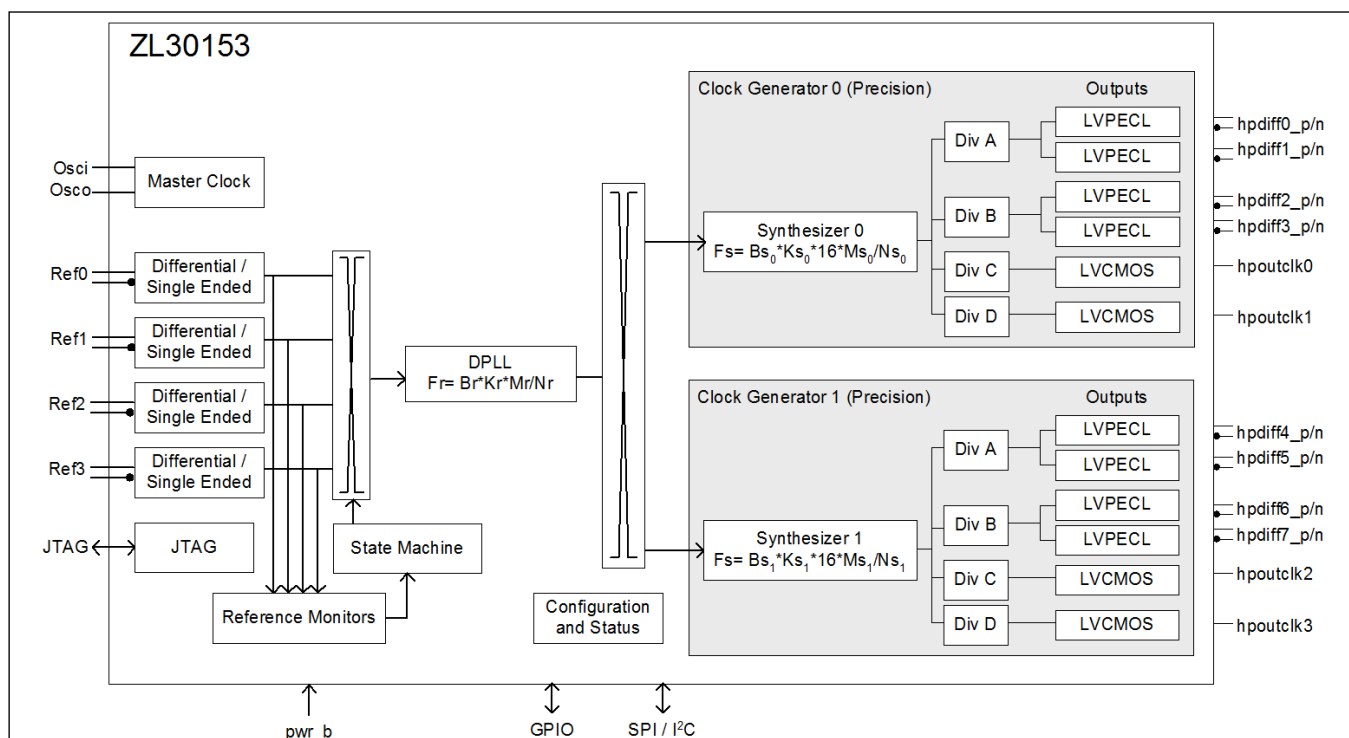 ZL30153
Osci
Osco
Master Clock
Ref0
Differential /
Single Ended
Ref1
Differential /
Single Ended
Ref2
Differential /
Single Ended
Ref3
Differential /
Single Ended
JTAG
JTAG
State Machine
Reference Monitors
DPLL
Fr= Br*Kr*Mr/Nr
Configuration
and Status
Clock Generator 0 (Precision)
Outputs
Synthesizer 0
Fs= Bs0*Ks0*16*Ms0/Ns0
Div A
LVPECL
hpdiff0_p/n
LVPECL
hpdiff1_p/n
Div B
LVPECL
hpdiff2_p/n
LVPECL
hpdiff3_p/n
Div C
LVCMOS
hpoutclk0
Div D
LVCMOS
hpoutclk1
Clock Generator 1 (Precision)
Outputs
Synthesizer 1
Fs= Bs1*Ks1*16*Ms1/Ns1
Div A
LVPECL
hpdiff4_p/n
LVPECL
hpdiff5_p/n
Div B
LVPECL
hpdiff6_p/n
LVPECL
hpdiff7_p/n
Div C
LVCMOS
hpoutclk2
Div D
LVCMOS
hpoutclk3
pwr_b
GPIO
SPI / I²C